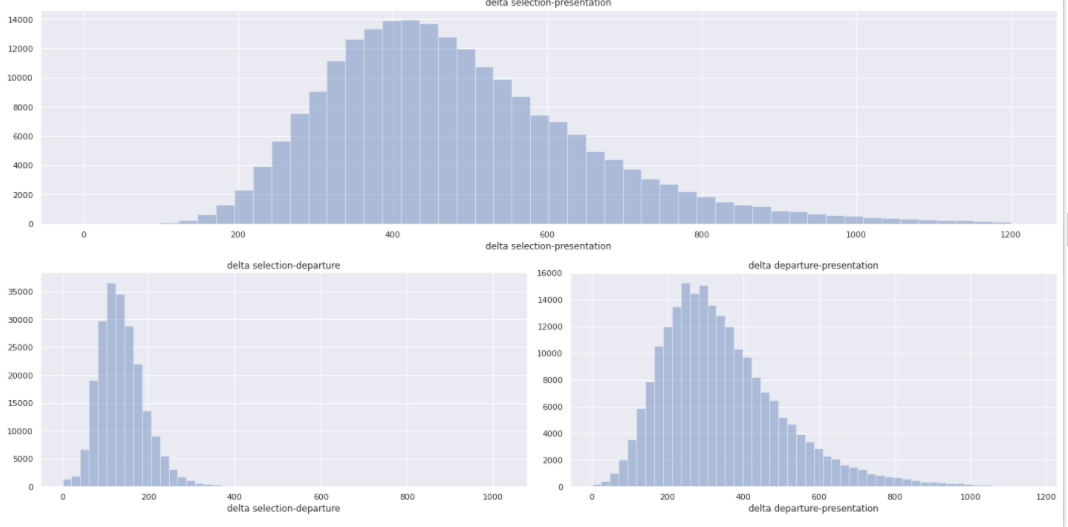 delta selection-presentation
14000
12000
10000
8000
6000
4000
2000
0
0 200 400 600 800 1000 1200
delta selection-presentation
delta selection-departure
35000
30000
25000
20000
15000
10000
5000
0
0 200 400 600 800 1000
delta selection-departure
delta departure-presentation
16000
14000
12000
10000
8000
6000
4000
2000
0
0 200 400 600 800 1000 1200
delta departure-presentation